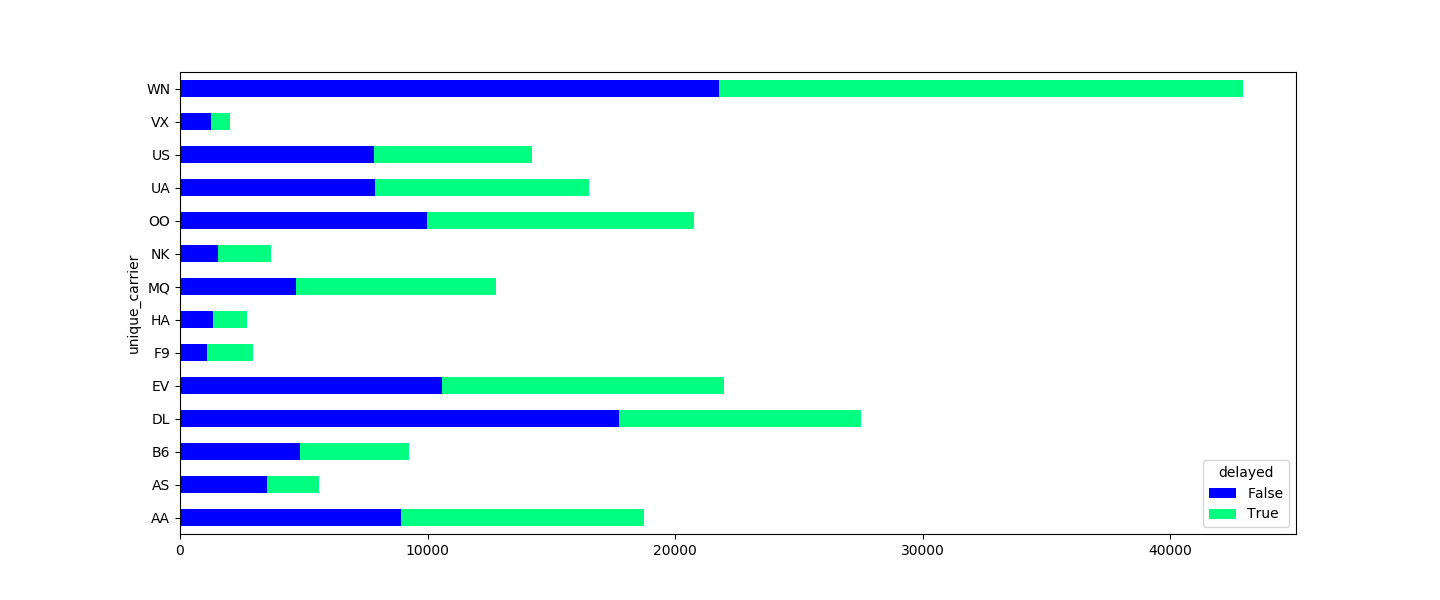 WN
VX
US
UA
OO
NK
MQ
HA
F9
EV
DL
B6
AS
AA
unique_carrier
0 10000 20000 30000 40000
delayed
False
True